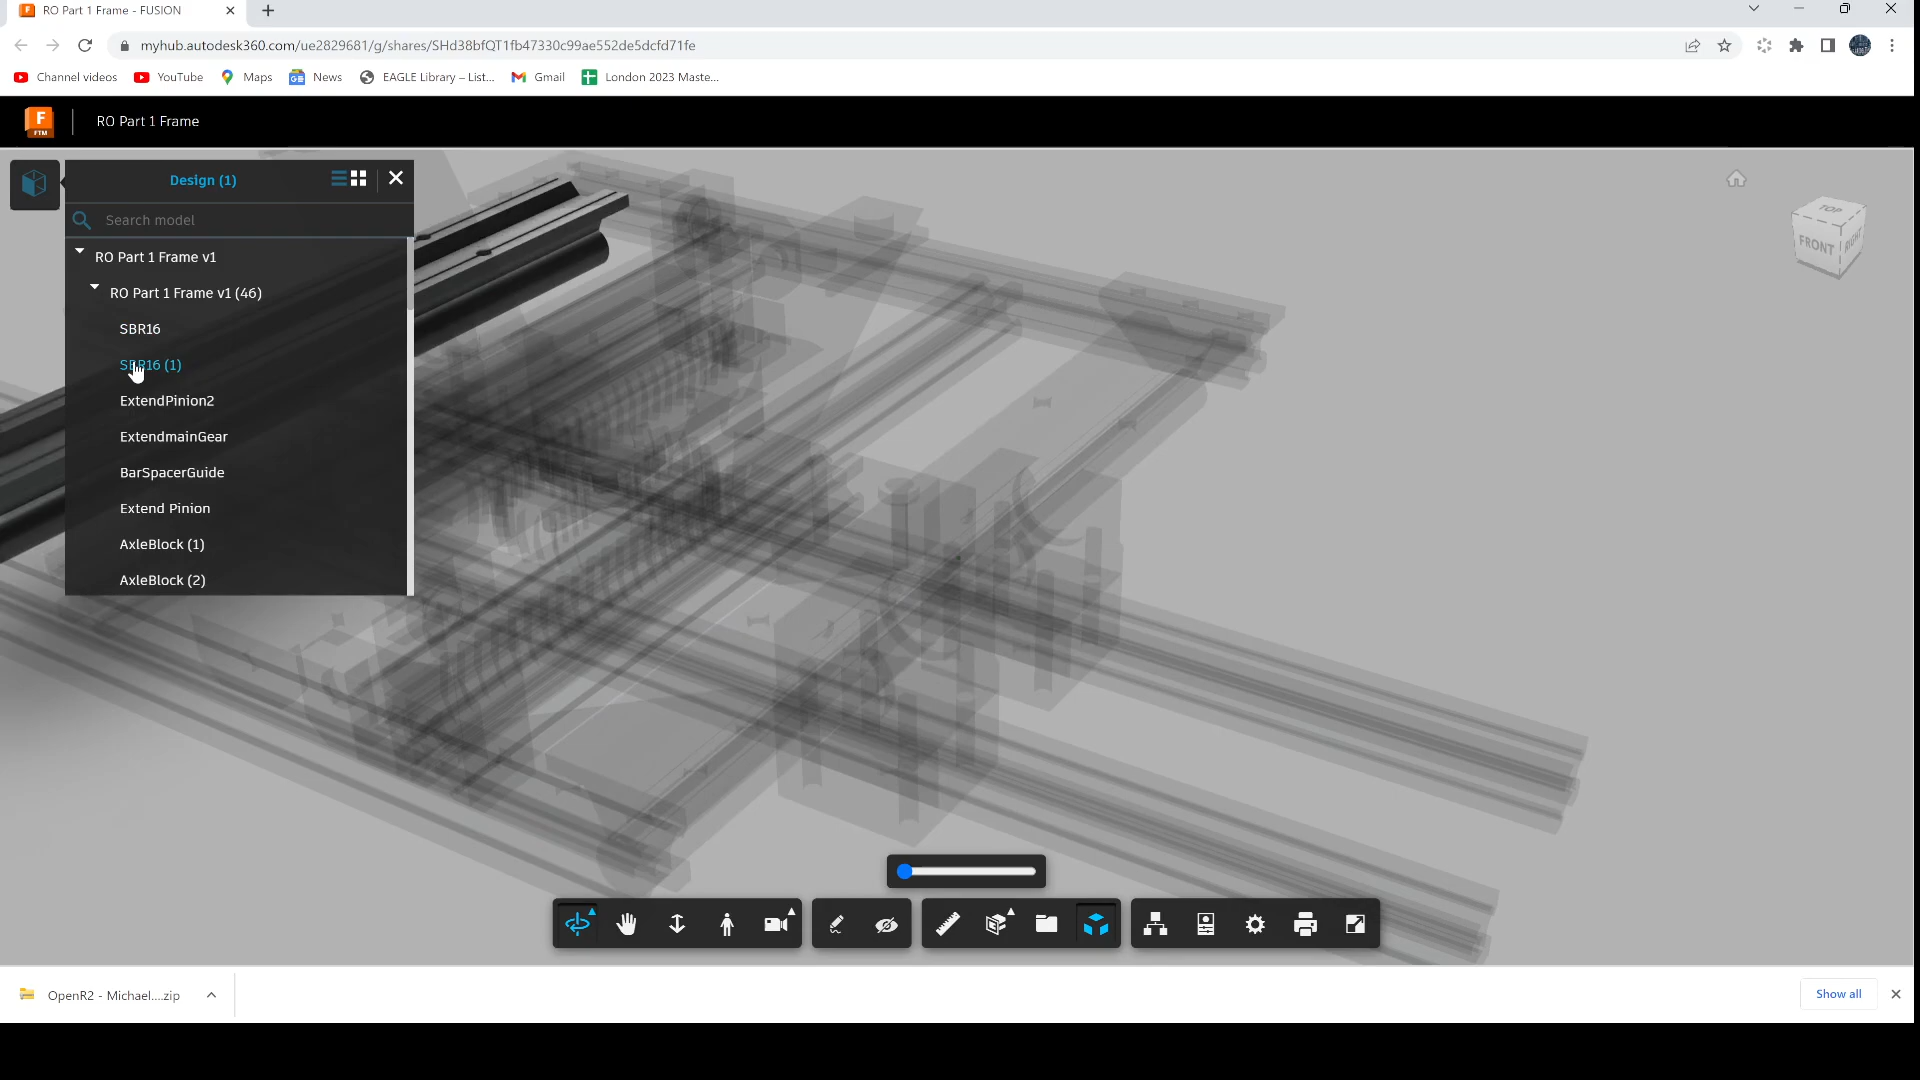 RO Part 1 Frame - FUSION
myhub.autodesk360.com/ue2829681/g/shares/SHd38bfQT1fb47330c99ae552de5dcfd71fe
Channel videos YouTube Maps News EAGLE Library – List... Gmail London 2023 Maste...
F
FTM
RO Part 1 Frame
Design (1)
Search model
RO Part 1 Frame v1
RO Part 1 Frame v1 (46)
SBR16
SBR16 (1)
ExtendPinion2
ExtendmainGear
BarSpacerGuide
Extend Pinion
AxleBlock (1)
AxleBlock (2)
TOP
FRONT
RIGHT
OpenR2 - Michael....zip
Show all